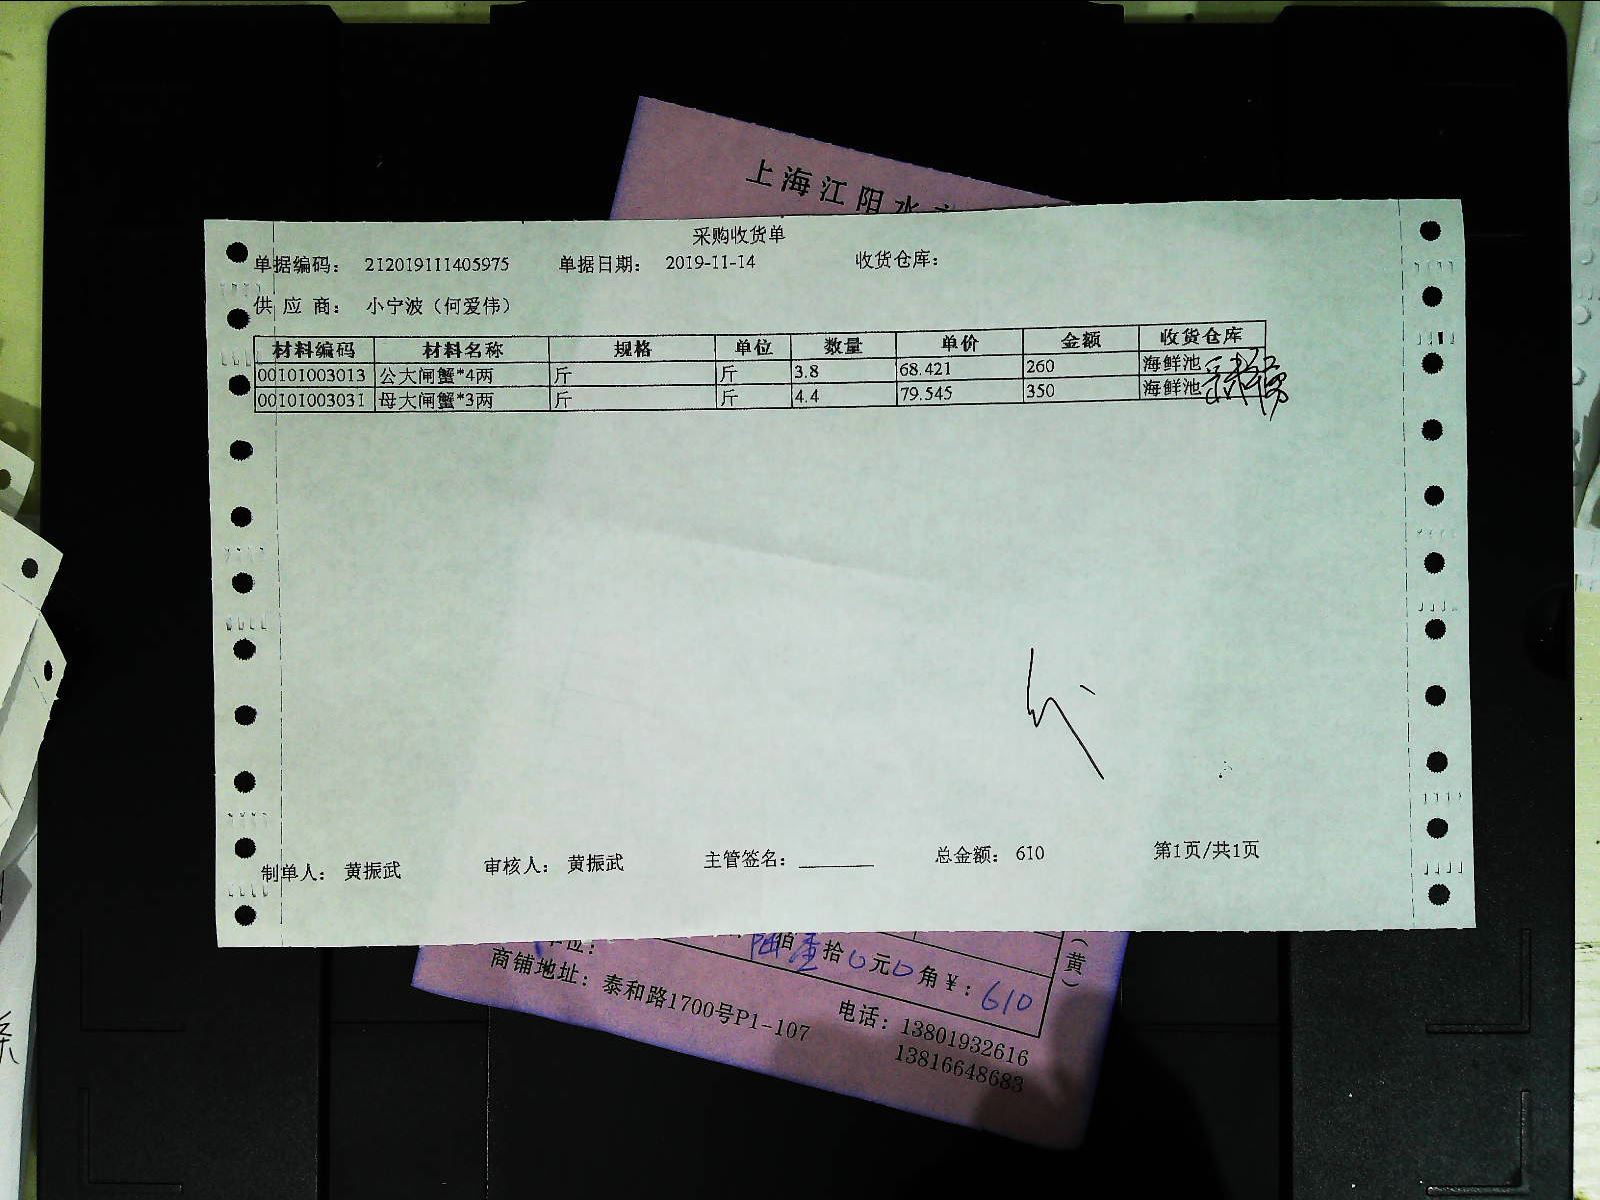 上海江阳水
采购收货单
单据编码： 212019111405975 单据日期： 2019-11-14 收货仓库：
供 应 商： 小宁波（何爱伟）
材料编码 材料名称 规格 单位 数量 单价 金额 收货仓库
00101003013 公大闸蟹*4两 斤 斤 3.8 68.421 260 海鲜池
00101003031 母大闸蟹*3两 斤 斤 4.4 79.545 350 海鲜池
制单人： 黄振武 审核人： 黄振武 主管签名： 总金额： 610 第1页/共1页
陆佰壹拾0元0角￥：610
（黄）
商铺地址：泰和路1700号P1-107
电话：13801932616
13816648683